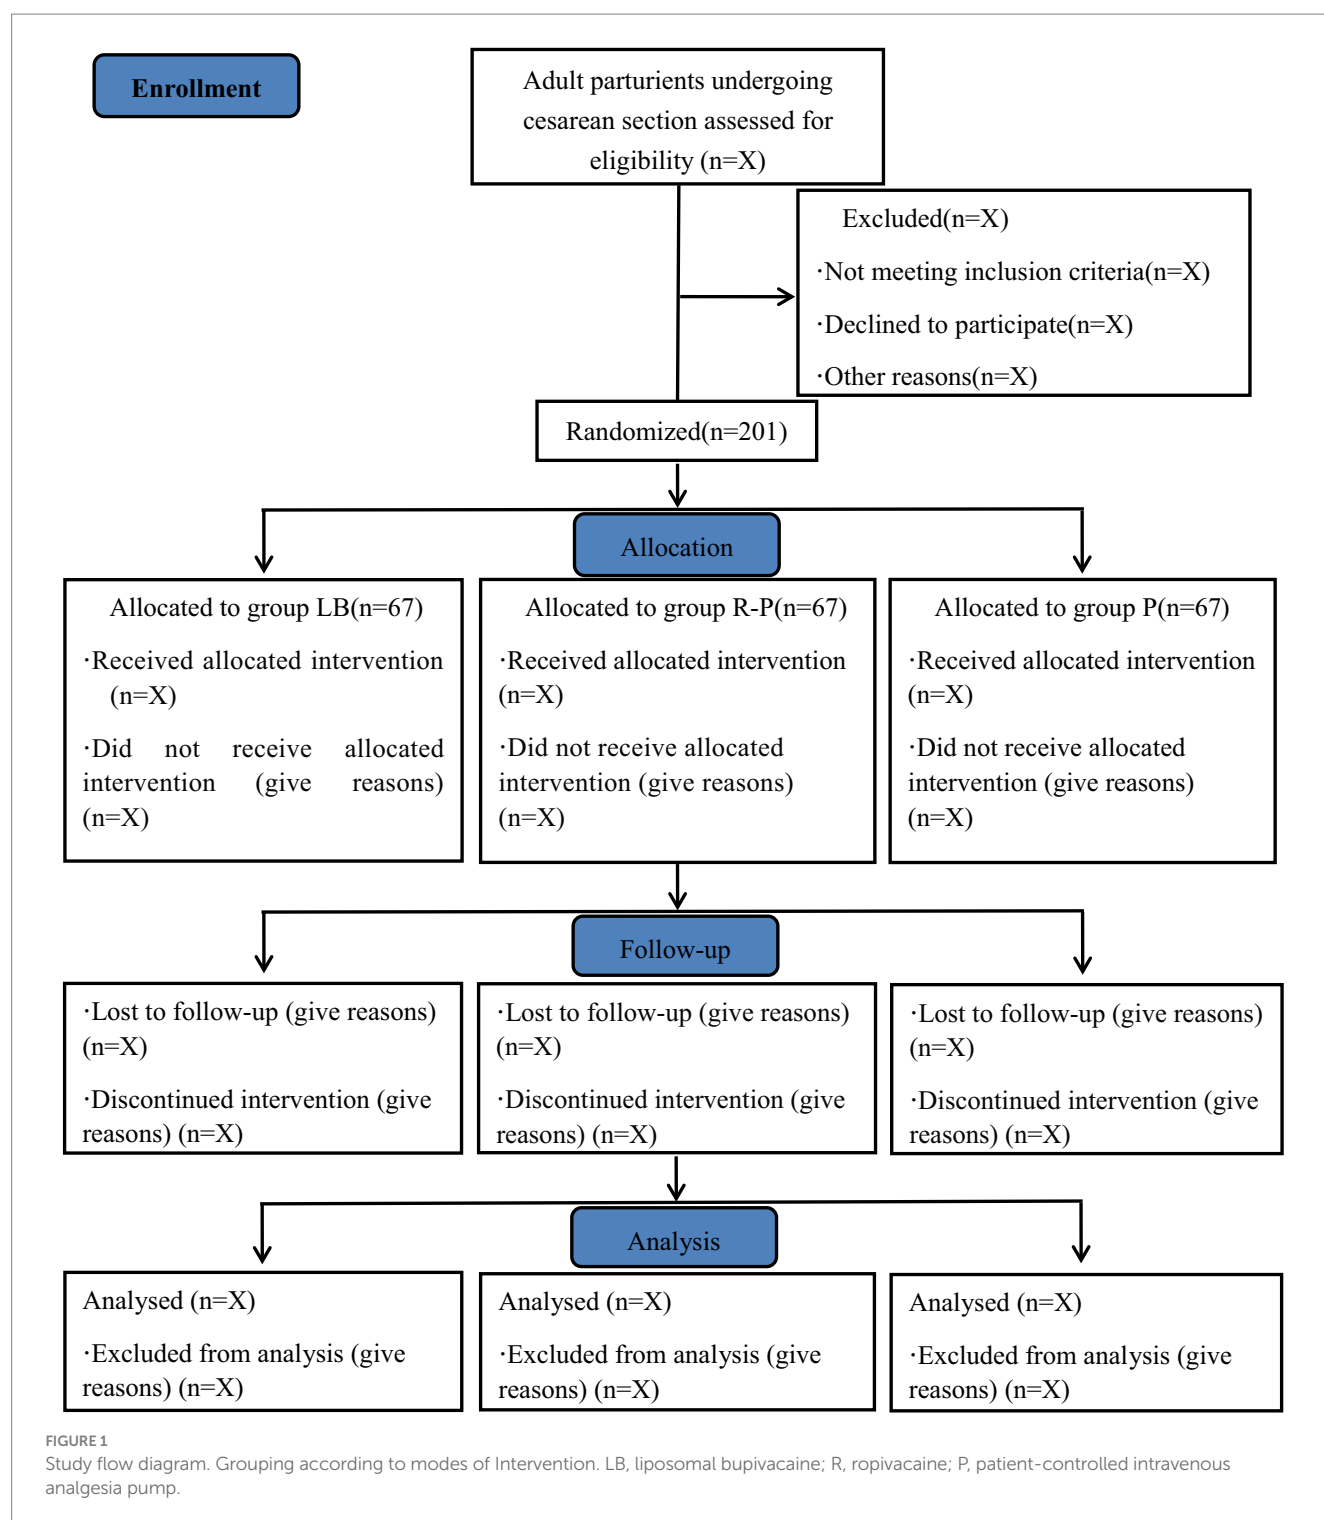 Enrollment
Adult parturients undergoing
cesarean section assessed for
eligibility (n=X)
Excluded(n=X)
·Not meeting inclusion criteria(n=X)
·Declined to participate(n=X)
·Other reasons(n=X)
Randomized(n=201)
Allocation
Allocated to group LB(n=67)
·Received allocated intervention
(n=X)
·Did not receive allocated
intervention (give reasons)
(n=X)
Allocated to group R-P(n=67)
·Received allocated intervention
(n=X)
·Did not receive allocated
intervention (give reasons)
(n=X)
Allocated to group P(n=67)
·Received allocated intervention
(n=X)
·Did not receive allocated
intervention (give reasons)
(n=X)
Follow-up
·Lost to follow-up (give reasons)
(n=X)
·Discontinued intervention (give
reasons) (n=X)
·Lost to follow-up (give reasons)
(n=X)
·Discontinued intervention (give
reasons) (n=X)
·Lost to follow-up (give reasons)
(n=X)
·Discontinued intervention (give
reasons) (n=X)
Analysis
Analysed (n=X)
·Excluded from analysis (give
reasons) (n=X)
Analysed (n=X)
·Excluded from analysis (give
reasons) (n=X)
Analysed (n=X)
·Excluded from analysis (give
reasons) (n=X)
FIGURE 1
Study flow diagram. Grouping according to modes of Intervention. LB, liposomal bupivacaine; R, ropivacaine; P, patient-controlled intravenous
analgesia pump.